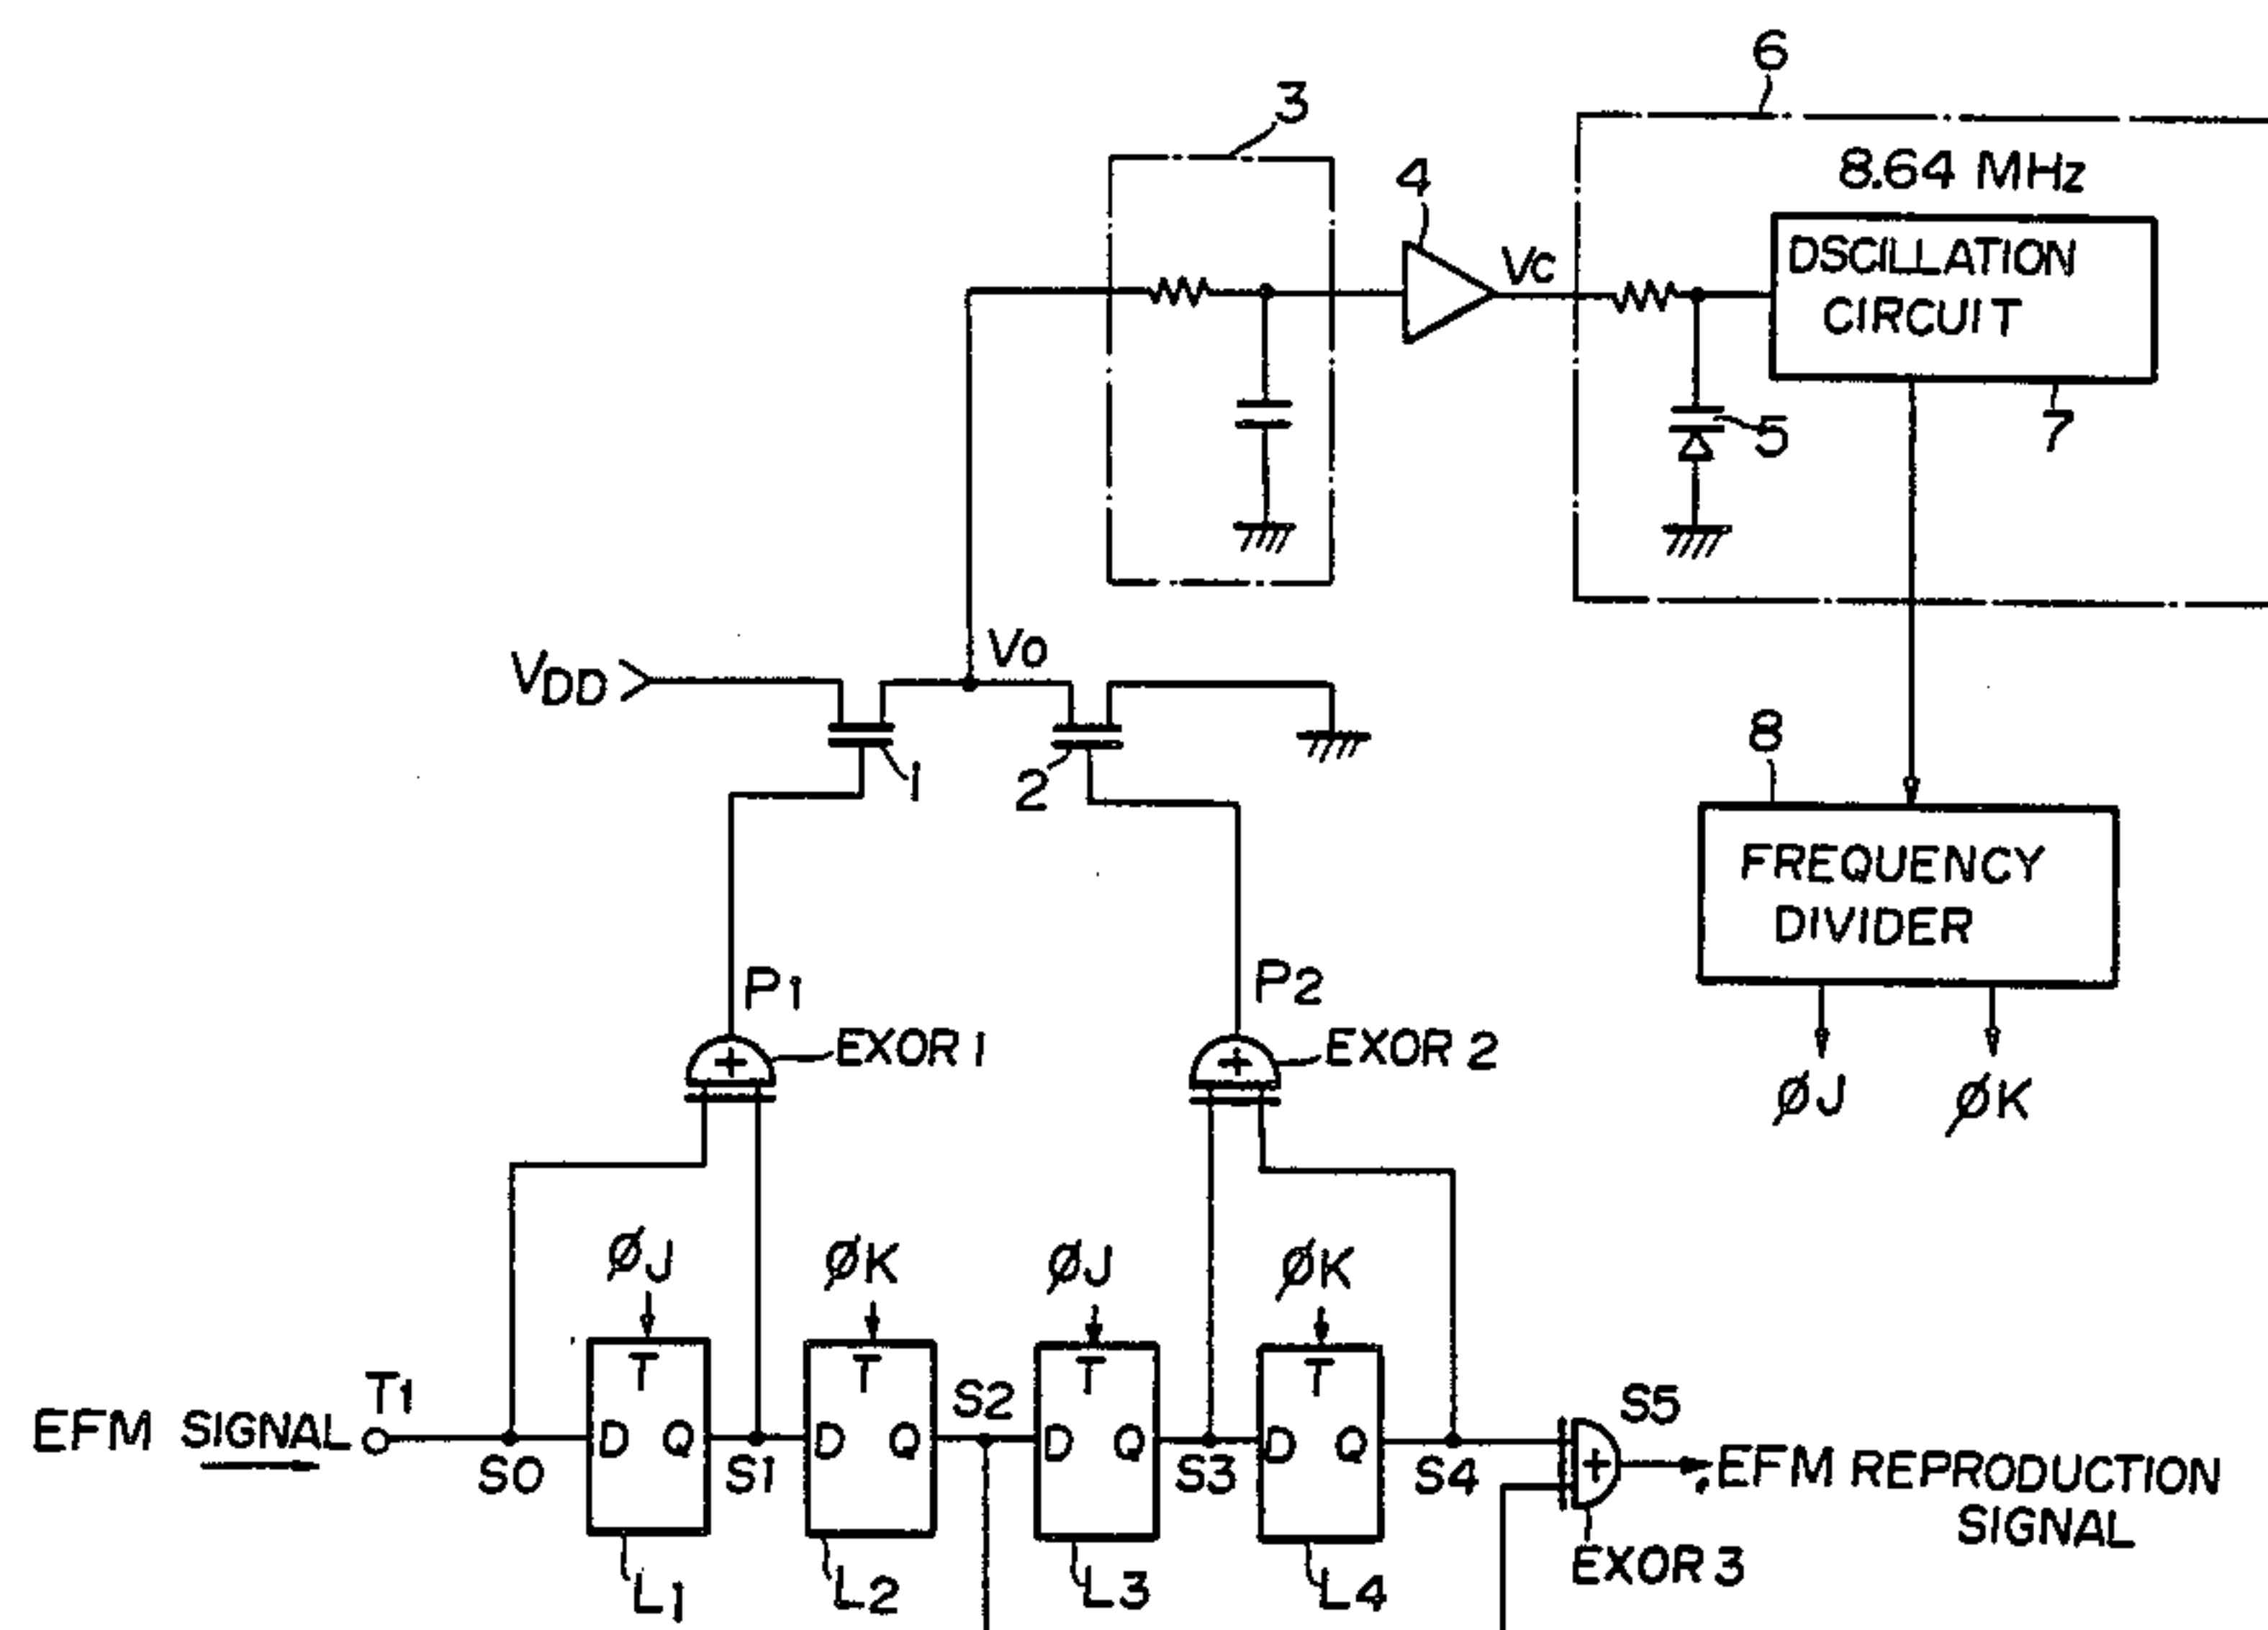 6
3
8.64 MHz
4
VC
OSCILLATION
CIRCUIT
5
7
VDD
VO
1
2
8
FREQUENCY
DIVIDER
P1
P2
EXOR 1
EXOR 2
ØJ
ØK
ØJ
ØK
ØJ
ØK
T
T
T
T
T1
S2
S5
EFM SIGNAL
D Q
D Q
D Q
D Q
S0
S1
S3
S4
EFM REPRODUCTION
SIGNAL
EXOR 3
L1
L2
L3
L4